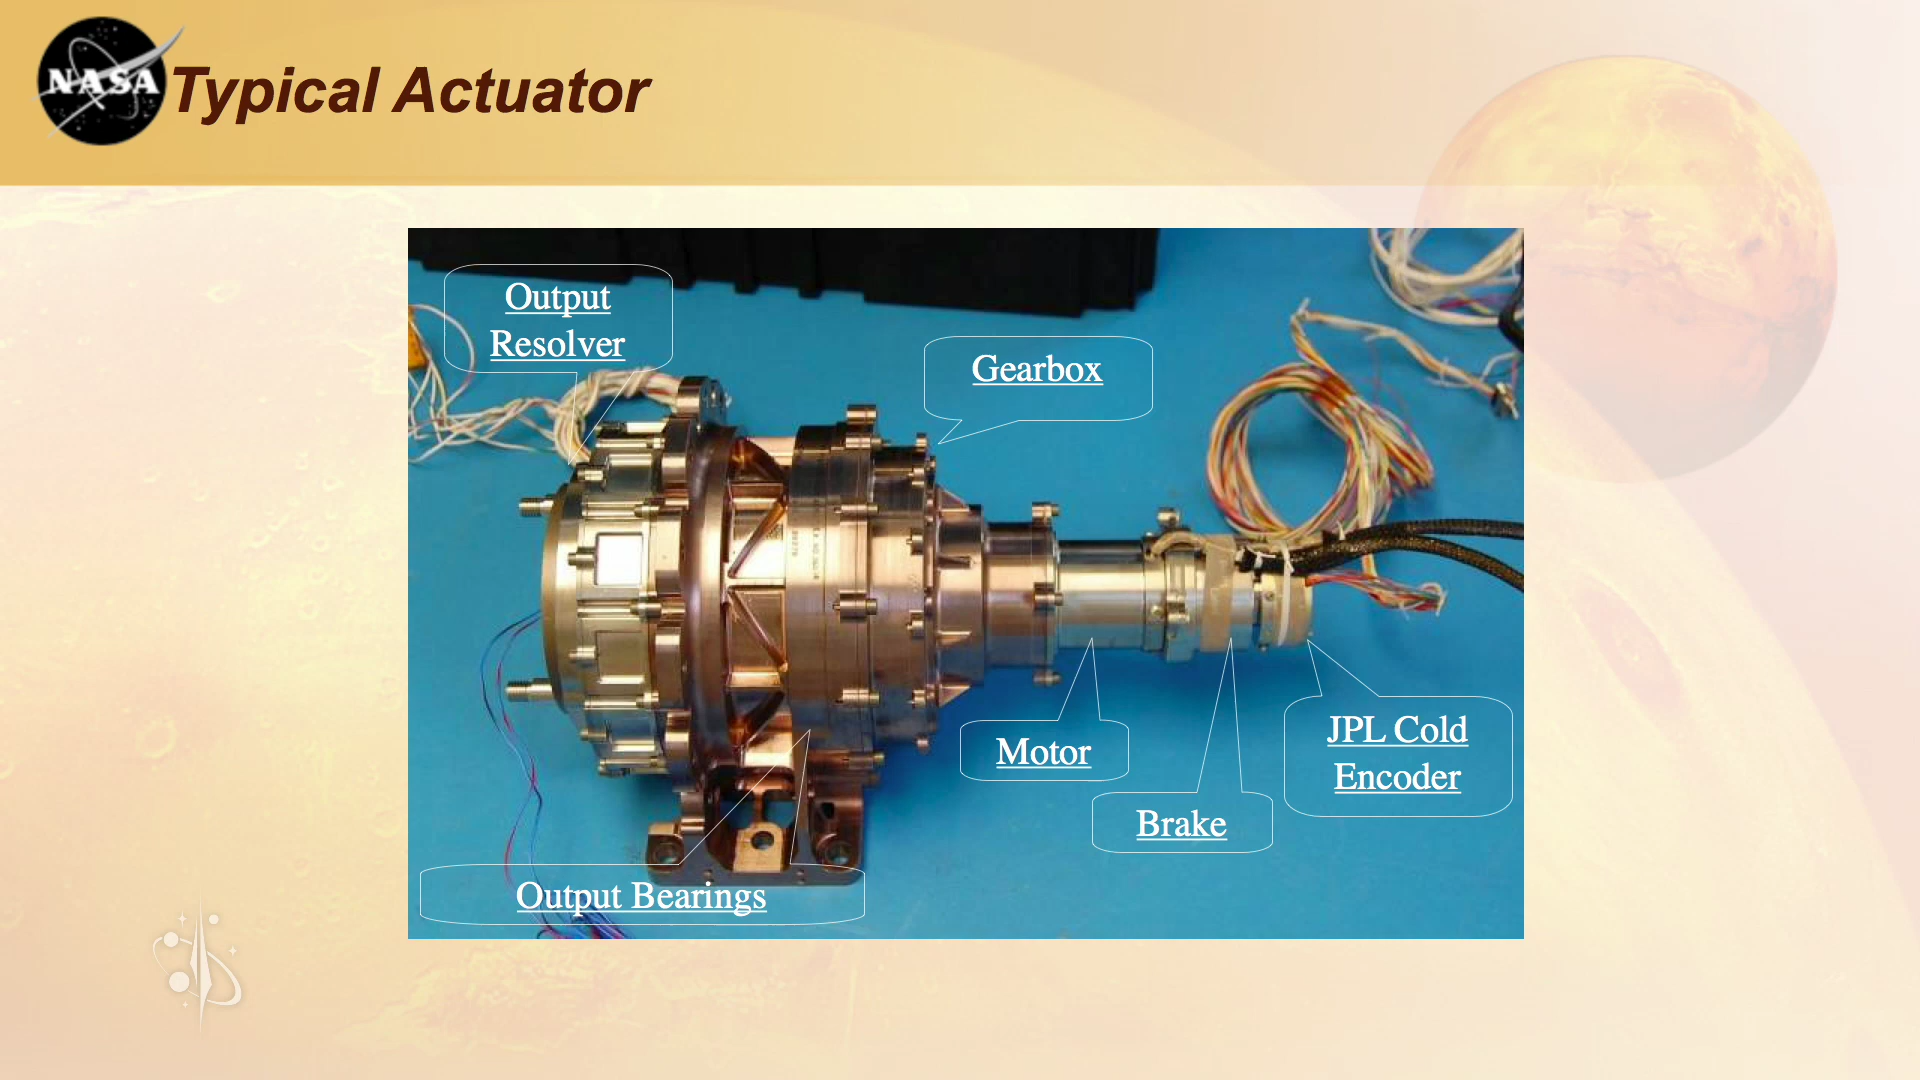 NASA
Typical Actuator
Output
Resolver
Gearbox
Motor
JPL Cold
Encoder
Brake
Output Bearings